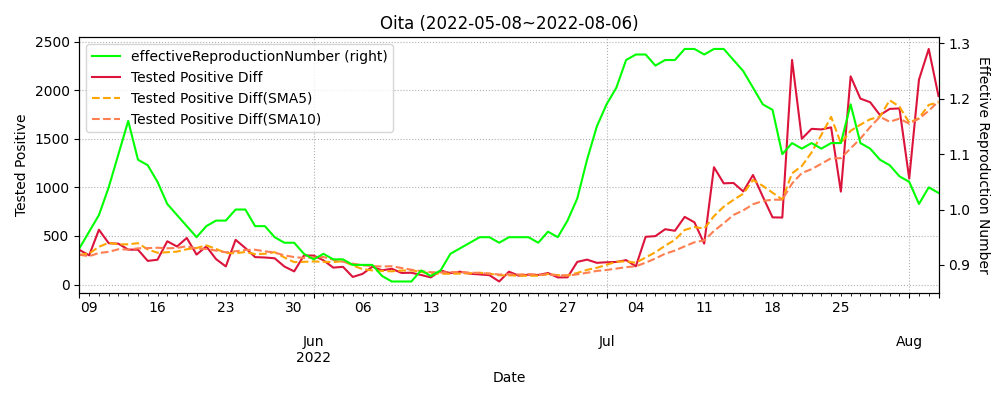 Oita (2022-05-08~2022-08-06)
effectiveReproductionNumber (right)
Tested Positive Diff
Tested Positive Diff(SMA5)
Tested Positive Diff(SMA10)
Tested Positive
2500
2000
1500
1000
500
0
1.3
1.2
1.1
1.0
0.9
Effective Reproduction Number
09 16 23 30 06 13 20 27 04 11 18 25
Jun Jul Aug
2022
Date